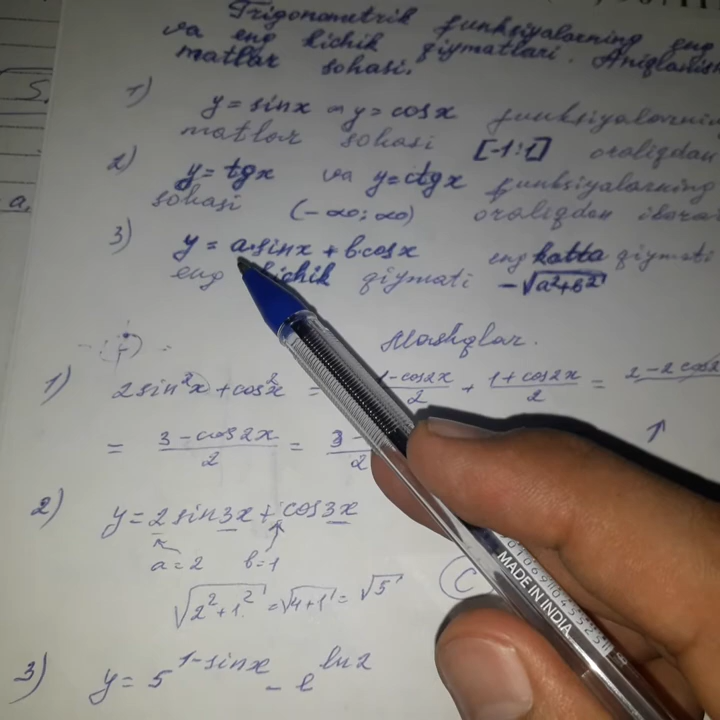 Trigonometrik funksiyalarning eng
va eng kichik qiymatlari. Aniqlanish
matlar sohasi.
1) y = sinx va y = cosx funksiyalarni
matlar sohasi [-1:1] oraliqdan
2) y = tgx va y = ctgx funksiyalarning
sohasi (-∞; ∞) oraliqdan iborat
3) y = a·sinx + b·cosx eng katta qiymati
eng kichik qiymati -√(a²+b²)
Mashqlar.
1) 2sin²x + cos²x = 1-cos2x/2 + 1+cos2x/2 = 2-2cos2
= 3-cos2x/2 = 3-/2
2) y = 2sin3x + cos3x
a=2 b=1
√(2²+1²) = √(4+1) = √5
C
3) y = 5^(1-sinx) - e^(ln2)
S.
a.
MADE IN INDIA